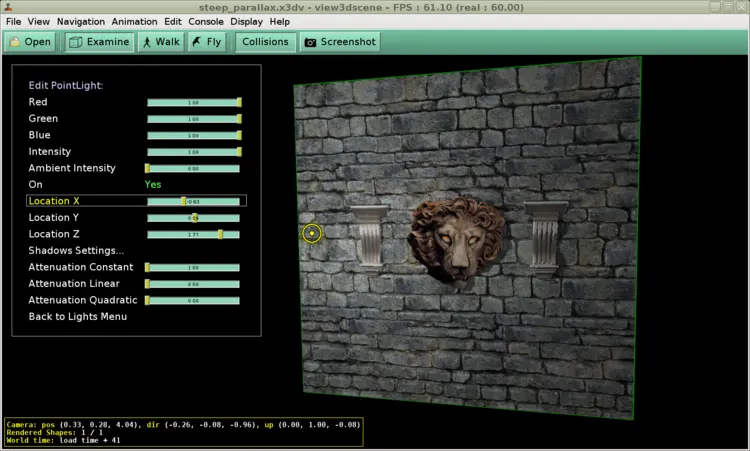 steep_parallax.x3dv - view3dscene - FPS : 61.10 (real : 60.00)
File View Navigation Animation Edit Console Display Help
Open Examine Walk Fly Collisions Screenshot
Edit PointLight:
Red 1.00
Green 1.00
Blue 1.00
Intensity 1.00
Ambient Intensity 0.00
On Yes
Location X -0.63
Location Y
Location Z 1.77
Shadows Settings...
Attenuation Constant 1.00
Attenuation Linear 0.00
Attenuation Quadratic 0.00
Back to Lights Menu
Camera: pos (0.33, 0.28, 4.04), dir (-0.26, -0.08, -0.96), up (0.00, 1.00, -0.08)
Rendered Shapes: 1 / 1
World time: load time + 41